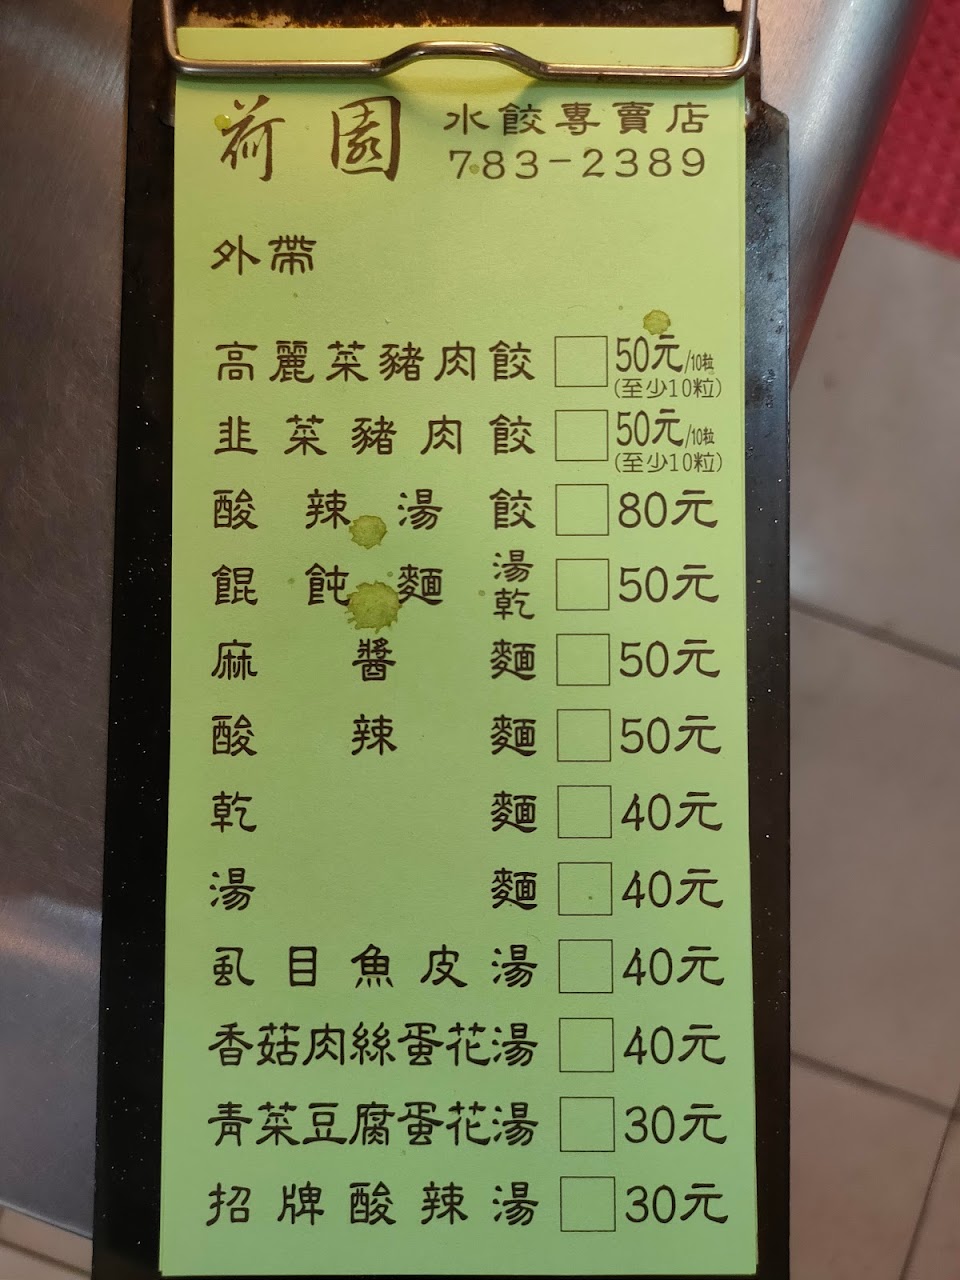 荷園 水餃專賣店
783-2389
外帶
高麗菜豬肉餃 50元/10粒
(至少10粒)
韭菜豬肉餃 50元/10粒
(至少10粒)
酸辣湯餃 80元
餛飩麵 湯 乾 50元
麻醬麵 50元
酸辣麵 50元
乾麵 40元
湯麵 40元
虱目魚皮湯 40元
香菇肉絲蛋花湯 40元
青菜豆腐蛋花湯 30元
招牌酸辣湯 30元